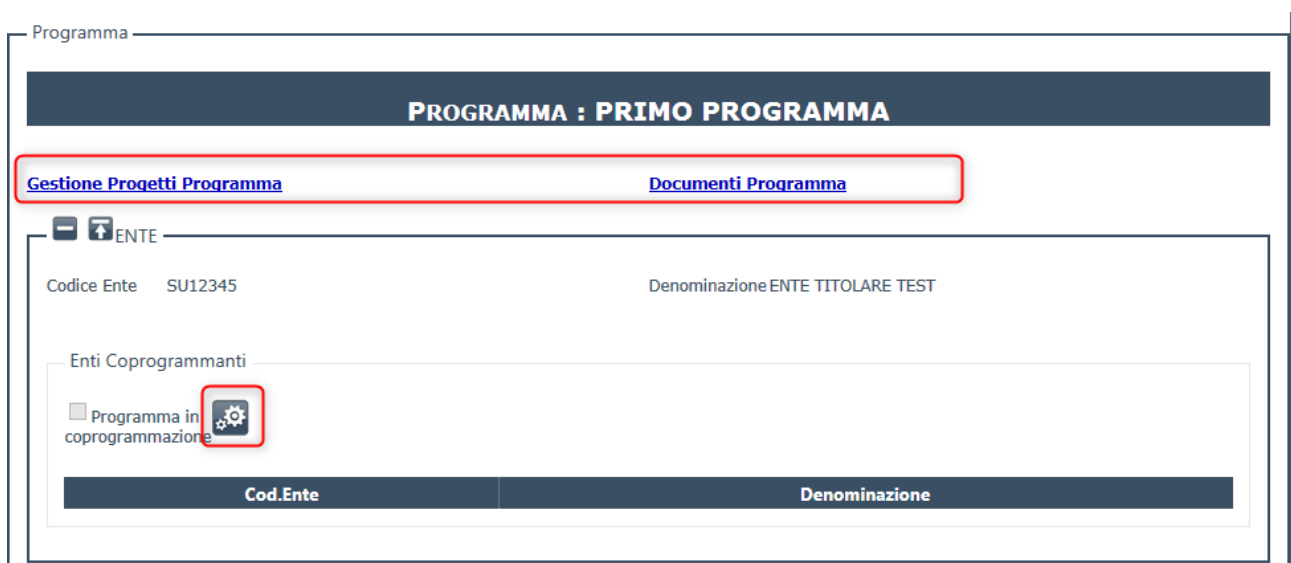 Programma
PROGRAMMA : PRIMO PROGRAMMA
Gestione Progetti Programma Documenti Programma
ENTE
Codice Ente SU12345 Denominazione ENTE TITOLARE TEST
Enti Coprogrammanti
Programma in
coprogrammazione
Cod.Ente Denominazione